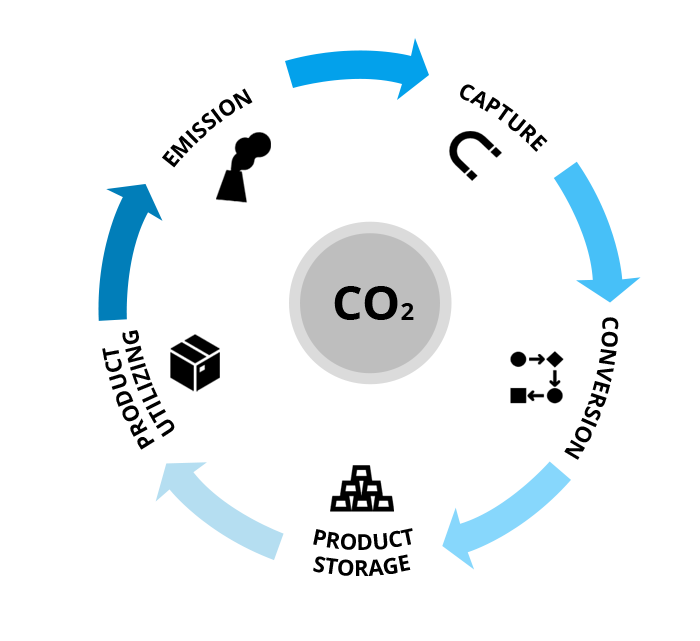 EMISSION
CAPTURE
CONVERSION
PRODUCT
STORAGE
PRODUCT
UTILIZING
CO₂